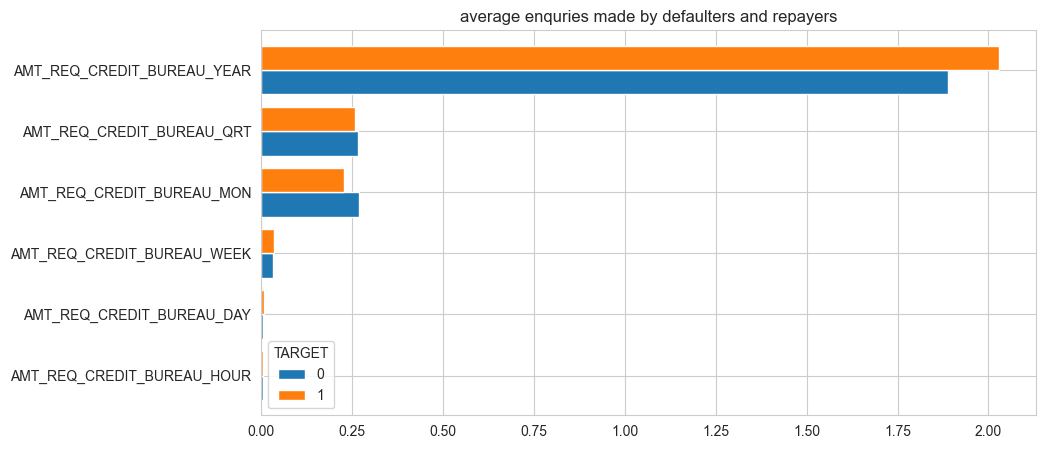 average enquries made by defaulters and repayers
AMT_REQ_CREDIT_BUREAU_YEAR
AMT_REQ_CREDIT_BUREAU_QRT
AMT_REQ_CREDIT_BUREAU_MON
AMT_REQ_CREDIT_BUREAU_WEEK
AMT_REQ_CREDIT_BUREAU_DAY
AMT_REQ_CREDIT_BUREAU_HOUR
TARGET
0
1
0.00 0.25 0.50 0.75 1.00 1.25 1.50 1.75 2.00